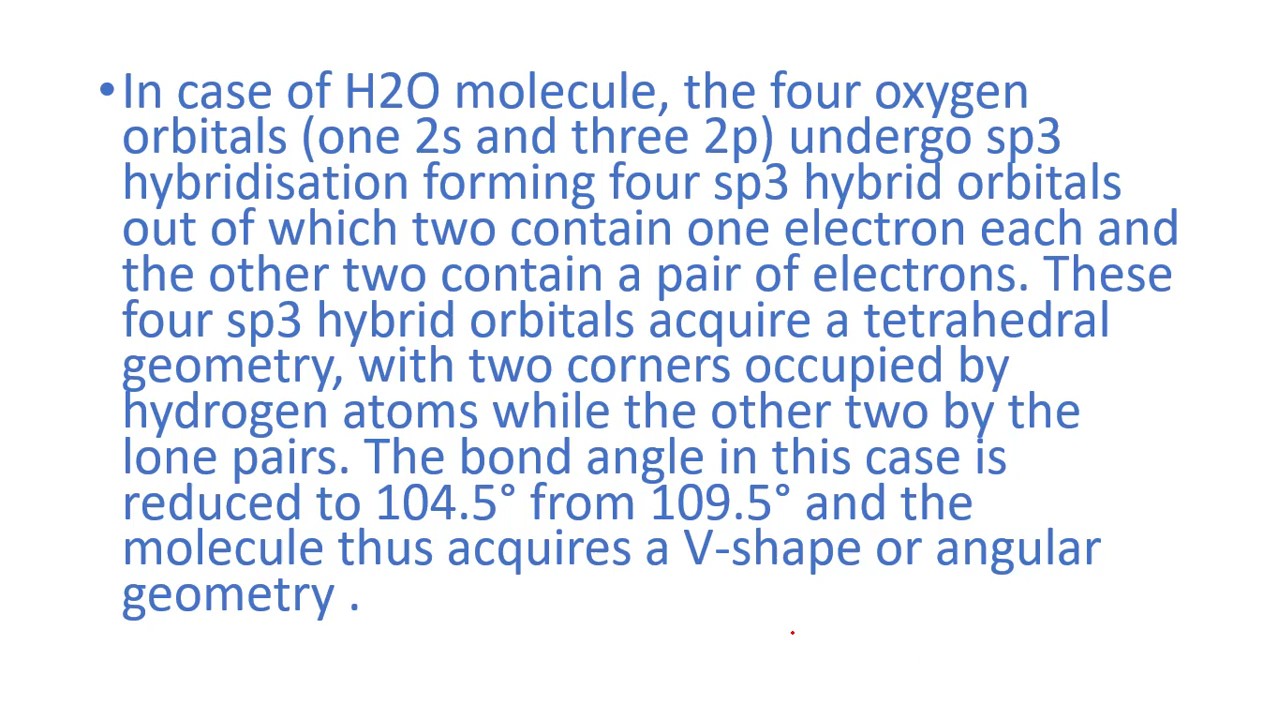 •In case of H2O molecule, the four oxygen
orbitals (one 2s and three 2p) undergo sp3
hybridisation forming four sp3 hybrid orbitals
out of which two contain one electron each and
the other two contain a pair of electrons. These
four sp3 hybrid orbitals acquire a tetrahedral
geometry, with two corners occupied by
hydrogen atoms while the other two by the
lone pairs. The bond angle in this case is
reduced to 104.5° from 109.5° and the
molecule thus acquires a V-shape or angular
geometry .